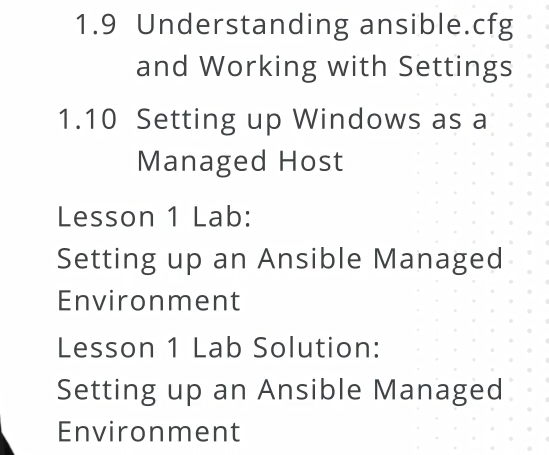 1.9 Understanding ansible.cfg
and Working with Settings
1.10 Setting up Windows as a
Managed Host
Lesson 1 Lab:
Setting up an Ansible Managed
Environment
Lesson 1 Lab Solution:
Setting up an Ansible Managed
Environment